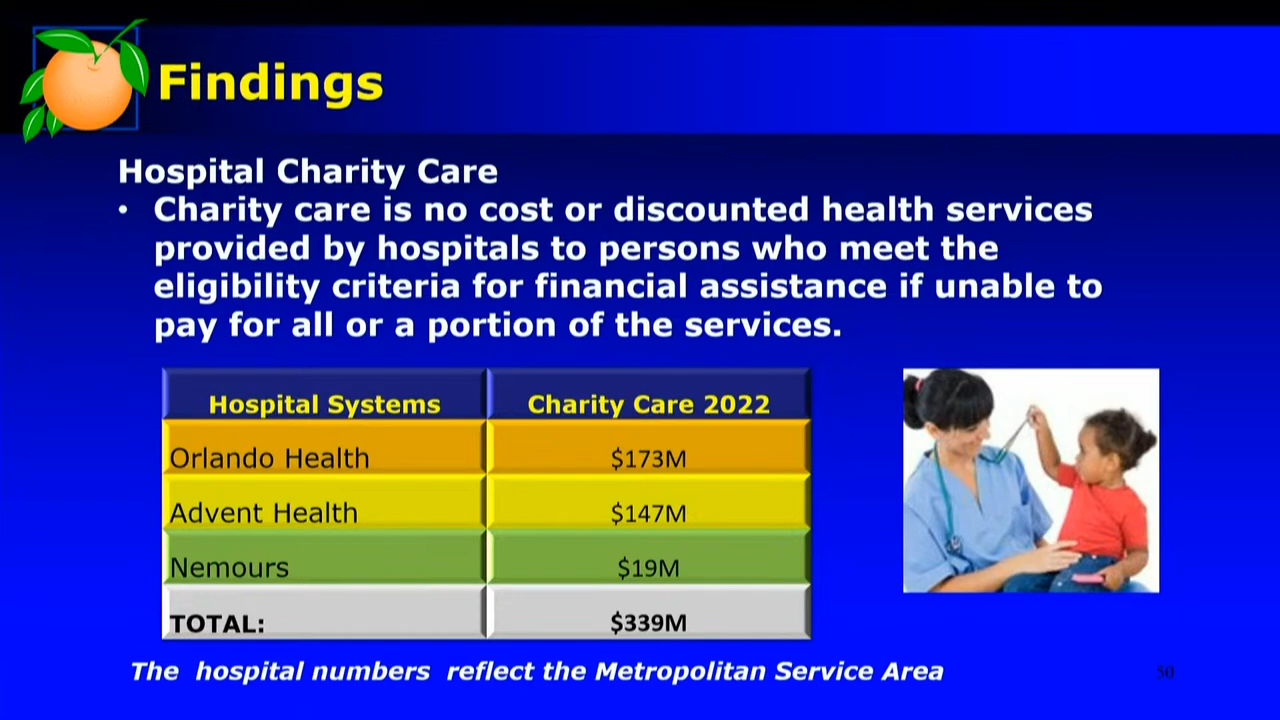 Findings
Hospital Charity Care
• Charity care is no cost or discounted health services
provided by hospitals to persons who meet the
eligibility criteria for financial assistance if unable to
pay for all or a portion of the services.
Hospital Systems Charity Care 2022
Orlando Health $173M
Advent Health $147M
Nemours $19M
TOTAL: $339M
The hospital numbers reflect the Metropolitan Service Area
50